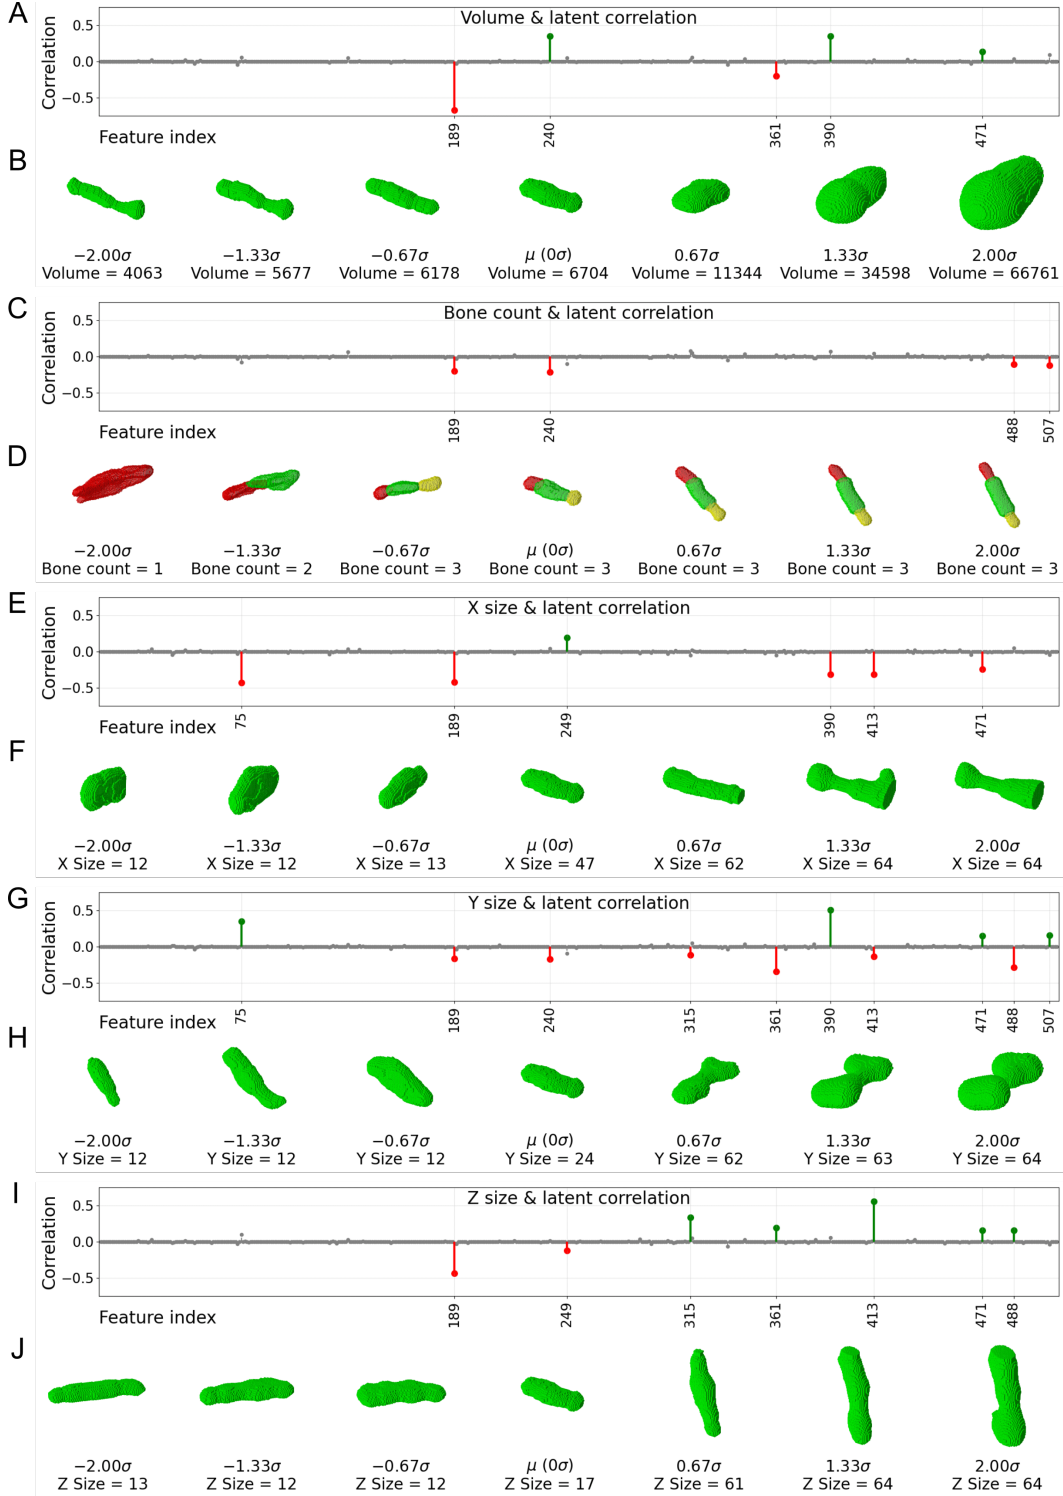 A
Volume & latent correlation
Correlation
0.5
0.0
−0.5
189 240 361 390 471
Feature index
B
−2.00σ −1.33σ −0.67σ μ (0σ) 0.67σ 1.33σ 2.00σ
Volume = 4063 Volume = 5677 Volume = 6178 Volume = 6704 Volume = 11344 Volume = 34598 Volume = 66761
C
Bone count & latent correlation
Correlation
0.5
0.0
−0.5
189 240 488 507
Feature index
D
−2.00σ −1.33σ −0.67σ μ (0σ) 0.67σ 1.33σ 2.00σ
Bone count = 1 Bone count = 2 Bone count = 3 Bone count = 3 Bone count = 3 Bone count = 3 Bone count = 3
E
X size & latent correlation
Correlation
0.5
0.0
−0.5
75 189 249 390 413 471
Feature index
F
−2.00σ −1.33σ −0.67σ μ (0σ) 0.67σ 1.33σ 2.00σ
X Size = 12 X Size = 12 X Size = 13 X Size = 47 X Size = 62 X Size = 64 X Size = 64
G
Y size & latent correlation
Correlation
0.5
0.0
−0.5
75 189 240 315 361 390 413 471 488 507
Feature index
H
−2.00σ −1.33σ −0.67σ μ (0σ) 0.67σ 1.33σ 2.00σ
Y Size = 12 Y Size = 12 Y Size = 12 Y Size = 24 Y Size = 62 Y Size = 63 Y Size = 64
I
Z size & latent correlation
Correlation
0.5
0.0
−0.5
189 249 315 361 413 471 488
Feature index
J
−2.00σ −1.33σ −0.67σ μ (0σ) 0.67σ 1.33σ 2.00σ
Z Size = 13 Z Size = 12 Z Size = 12 Z Size = 17 Z Size = 61 Z Size = 64 Z Size = 64